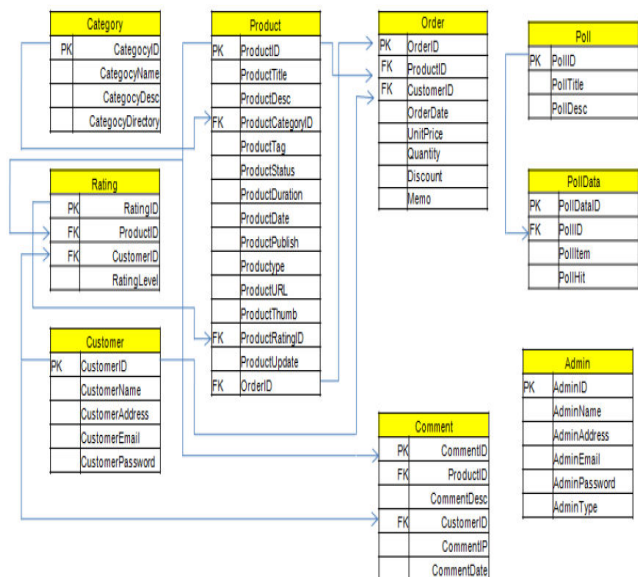 Category
PK CategocyID
CategocyName
CategocyDesc
CategocyDirectory
Rating
PK RatingID
FK ProductID
FK CustomerID
RatingLevel
Customer
PK CustomerID
CustomerName
CustomerAddress
CustomerEmail
CustomerPassword
Product
PK ProductID
ProductTitle
ProductDesc
FK ProductCategoryID
ProductTag
ProductStatus
ProductDuration
ProductDate
ProductPublish
Productype
ProductURL
ProductThumb
FK ProductRatingID
ProductUpdate
FK OrderID
Order
PK OrderID
FK ProductID
FK CustomerID
OrderDate
UnitPrice
Quantity
Discount
Memo
Comment
PK CommentID
FK ProductID
CommentDesc
FK CustomerID
CommentIP
CommentDate
Poll
PK PollID
PollTitle
PollDesc
PollData
PK PollDataID
FK PollID
PollItem
PollHit
Admin
PK AdminID
AdminName
AdminAddress
AdminEmail
AdminPassword
AdminType